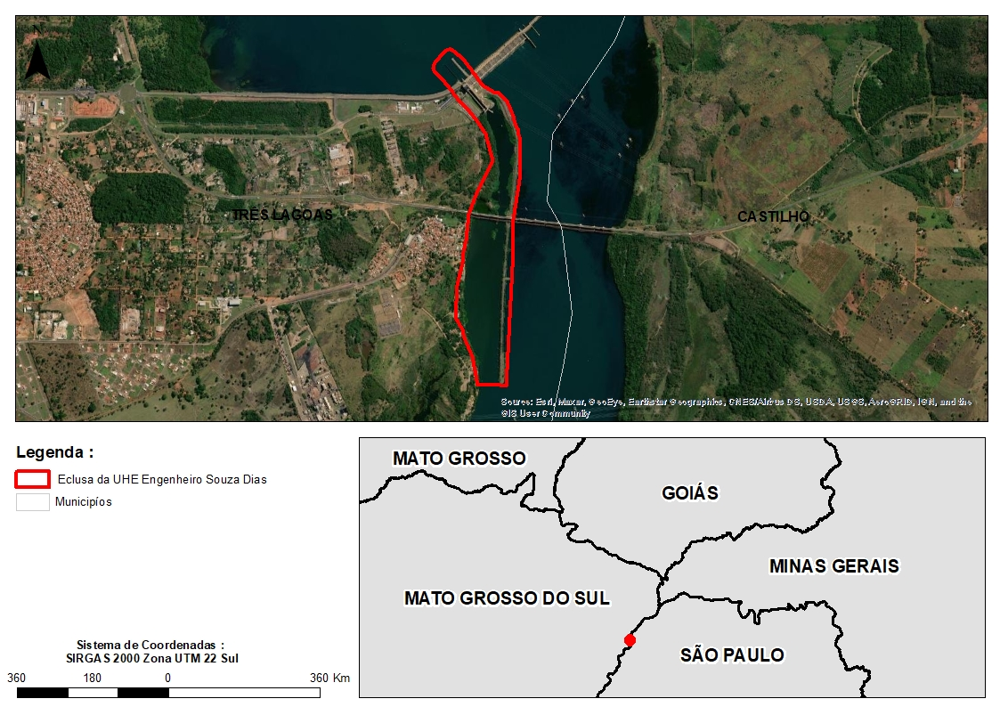 TRÊS LAGOAS
CASTILHO
Source: Esri, Maxar, GeoEye, Earthstar Geographics, CNES/Airbus DS, USDA, USGS, AeroGRID, IGN, and the
GIS User Community
Legenda :
Eclusa da UHE Engenheiro Souza Dias
Municipíos
MATO GROSSO
GOIÁS
MINAS GERAIS
MATO GROSSO DO SUL
SÃO PAULO
Sistema de Coordenadas :
SIRGAS 2000 Zona UTM 22 Sul
360 180 0 360 Km